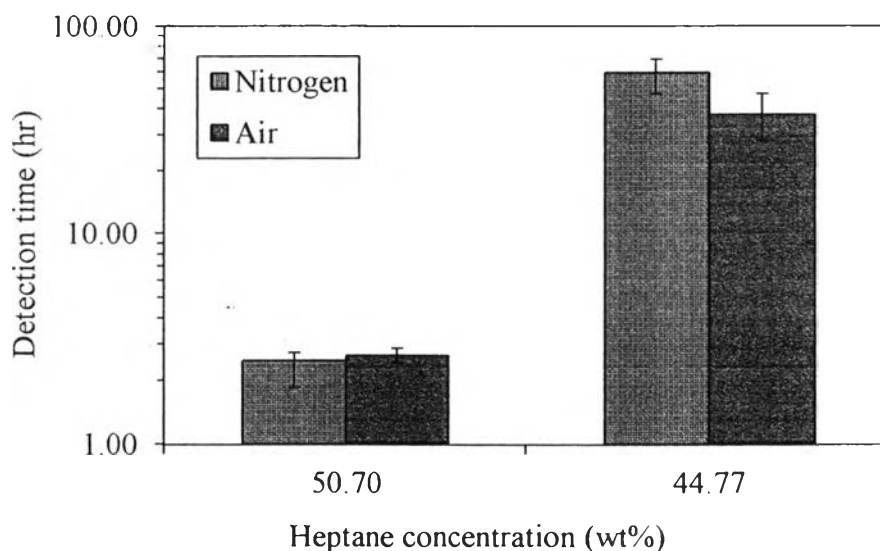 100.00
Nitrogen
Air
10.00
1.00
Detection time (hr)
50.70 44.77
Heptane concentration (wt%)